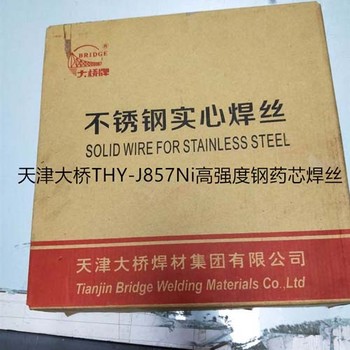 BRIDGE
®
大桥牌
不锈钢实心焊丝
SOLID WIRE FOR STAINLESS STEEL
天津大桥THY-J857Ni高强度钢药芯焊丝
天津大桥焊材集团有限公司
Tianjin Bridge Welding Materials Co.,Ltd